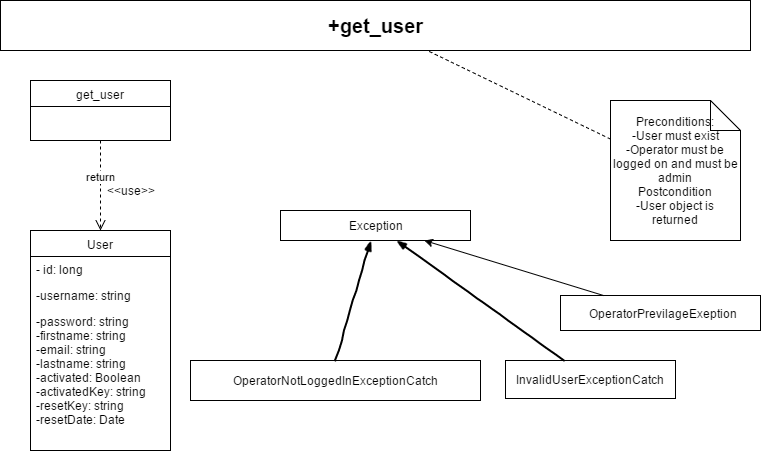 +get_user
get_user
return
<<use>>
User
- id: long
-username: string
-password: string
-firstname: string
-email: string
-lastname: string
-activated: Boolean
-activatedKey: string
-resetKey: string
-resetDate: Date
Preconditions:
-User must exist
-Operator must be
logged on and must be
admin
Postcondition
-User object is
returned
Exception
OperatorPrevilageExeption
OperatorNotLoggedInExceptionCatch
InvalidUserExceptionCatch